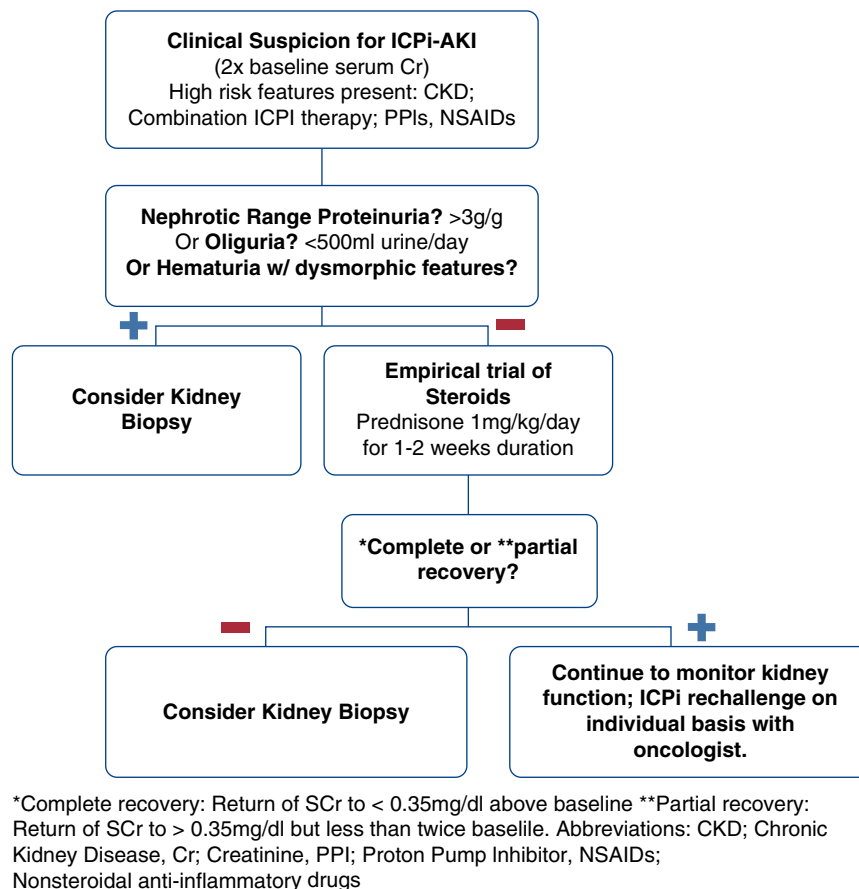 Clinical Suspicion for ICPi-AKI
(2x baseline serum Cr)
High risk features present: CKD;
Combination ICPI therapy; PPIs, NSAIDs
Nephrotic Range Proteinuria? >3g/g
Or Oliguria? <500ml urine/day
Or Hematuria w/ dysmorphic features?
Consider Kidney
Biopsy
Empirical trial of
Steroids
Prednisone 1mg/kg/day
for 1-2 weeks duration
*Complete or **partial
recovery?
Consider Kidney Biopsy
Continue to monitor kidney
function; ICPi rechallenge on
individual basis with
oncologist.
*Complete recovery: Return of SCr to < 0.35mg/dl above baseline **Partial recovery:
Return of SCr to > 0.35mg/dl but less than twice baselile. Abbreviations: CKD; Chronic
Kidney Disease, Cr; Creatinine, PPI; Proton Pump Inhibitor, NSAIDs;
Nonsteroidal anti-inflammatory drugs